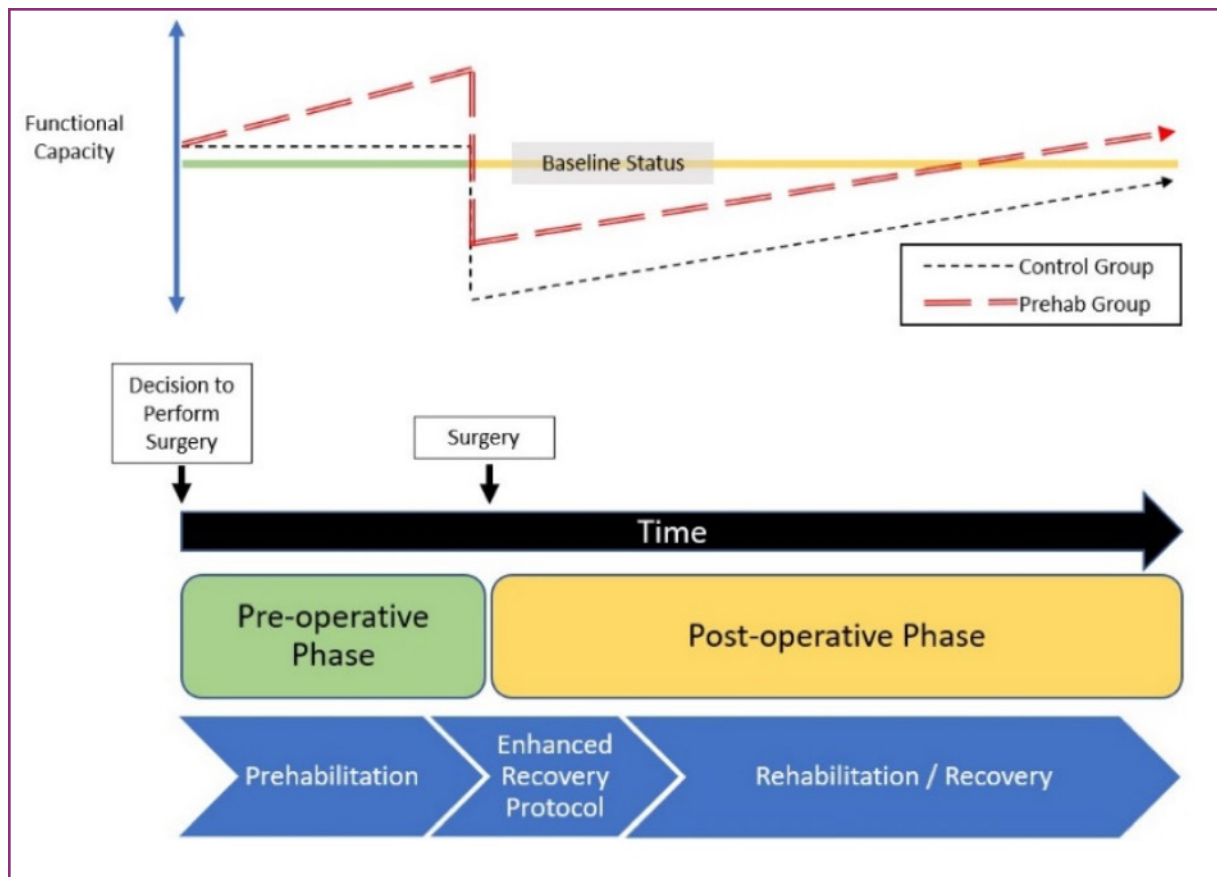 Functional
Capacity
Baseline Status
Control Group
Prehab Group
Decision to
Perform
Surgery
Surgery
Time
Pre-operative
Phase
Post-operative Phase
Prehabilitation
Enhanced
Recovery
Protocol
Rehabilitation / Recovery